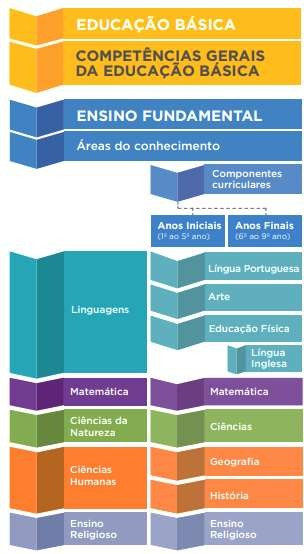 EDUCAÇÃO BÁSICA
COMPETÊNCIAS GERAIS
DA EDUCAÇÃO BÁSICA
ENSINO FUNDAMENTAL
Áreas do conhecimento
Componentes
curriculares
Anos Iniciais
(1º ao 5º ano)
Anos Finais
(6º ao 9º ano)
Linguagens
Língua Portuguesa
Arte
Educação Física
Língua
Inglesa
Matemática
Matemática
Ciências da
Natureza
Ciências
Ciências
Humanas
Geografia
História
Ensino
Religioso
Ensino
Religioso